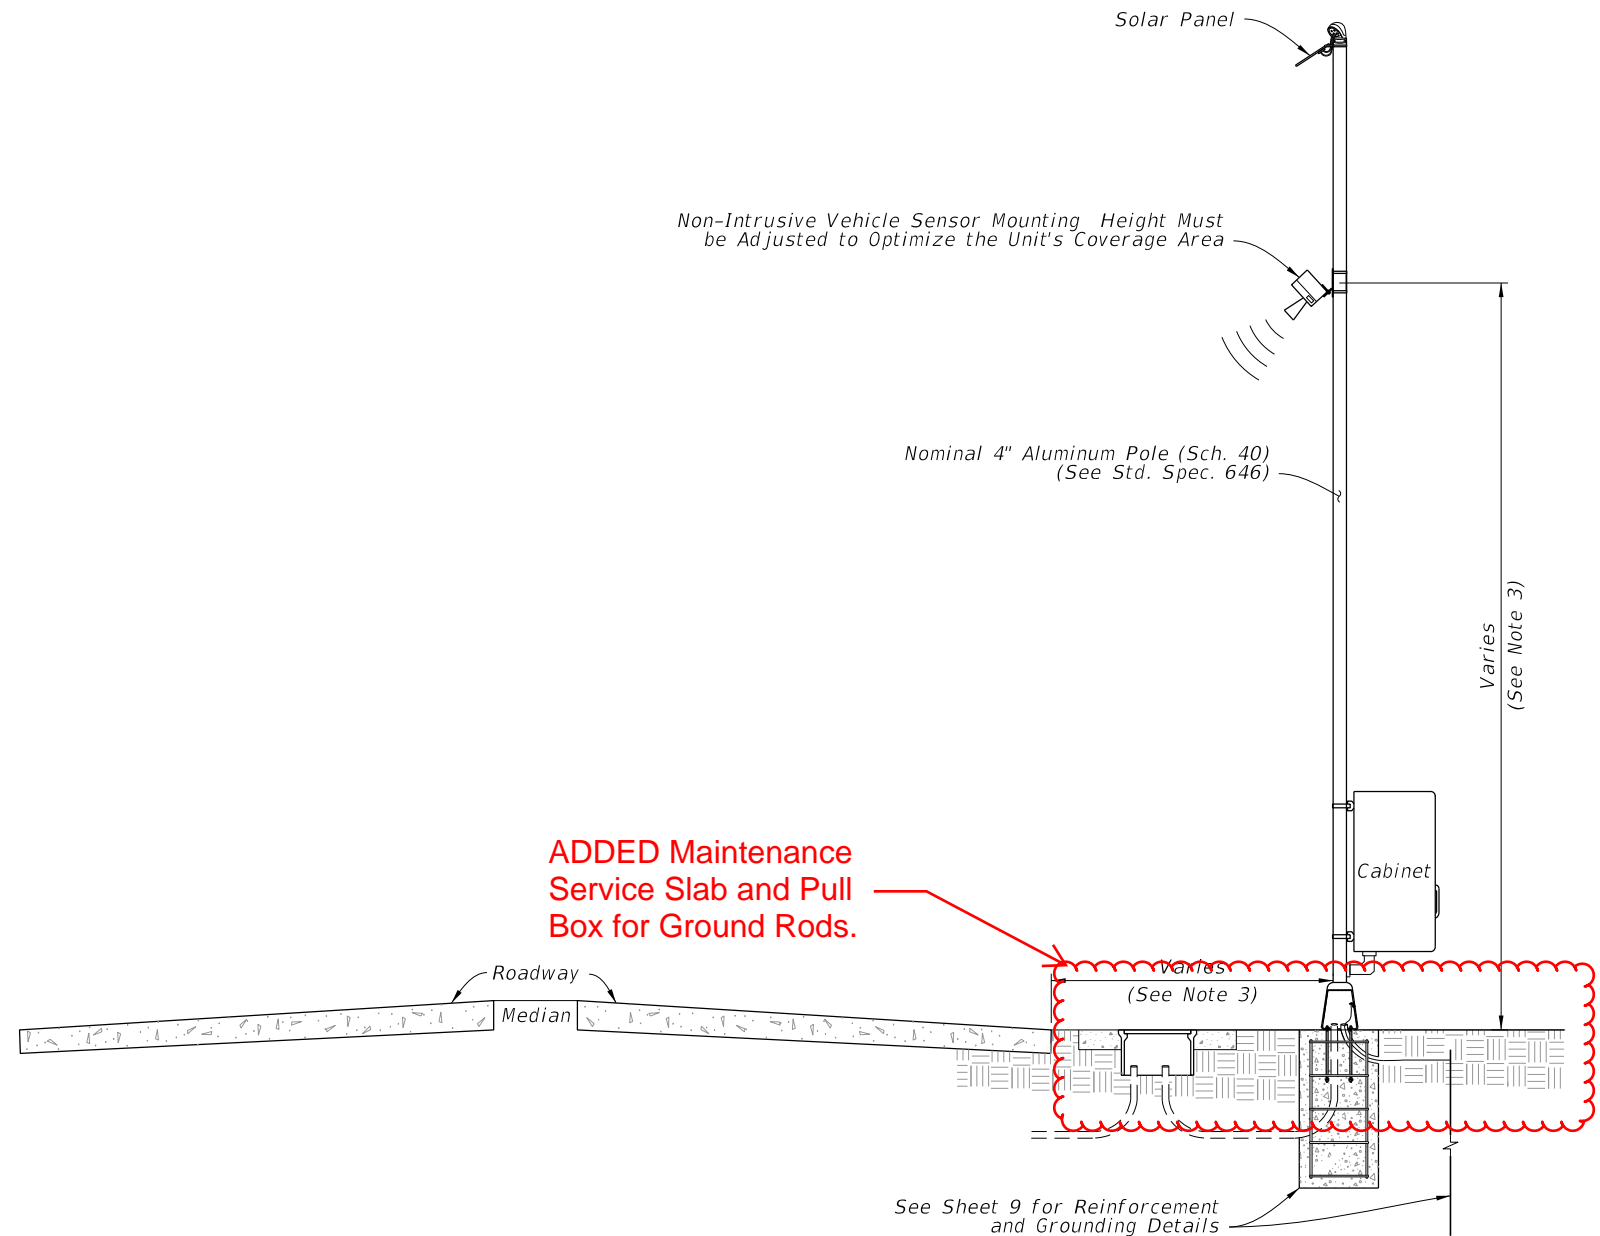 Solar Panel
Non-Intrusive Vehicle Sensor Mounting Height Must
be Adjusted to Optimize the Unit's Coverage Area
Nominal 4" Aluminum Pole (Sch. 40)
(See Std. Spec. 646)
Varies
(See Note 3)
ADDED Maintenance
Service Slab and Pull
Box for Ground Rods.
Cabinet
Roadway
Median
Varies
(See Note 3)
See Sheet 9 for Reinforcement
and Grounding Details